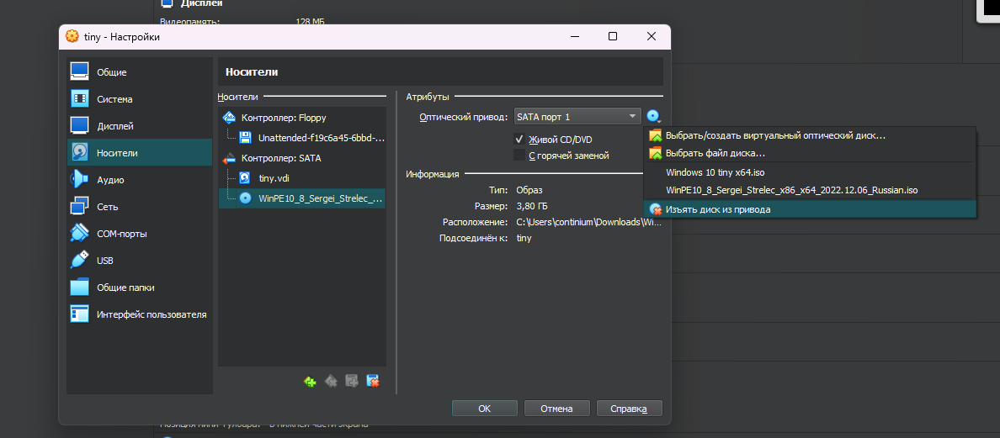 Дисплей
Видеопамять: 128 МБ
tiny - Настройки
Общие
Система
Дисплей
Носители
Аудио
Сеть
COM-порты
USB
Общие папки
Интерфейс пользователя
Носители
Носители
Контроллер: Floppy
Unattended-f19c6a45-6bbd-...
Контроллер: SATA
tiny.vdi
WinPE10_8_Sergei_Strelec_...
Атрибуты
Оптический привод: SATA порт 1
Живой CD/DVD
С горячей заменой
Информация
Тип: Образ
Размер: 3,80 ГБ
Расположение: C:\Users\continium\Downloads\Wi...
Подсоединён к: tiny
Выбрать/создать виртуальный оптический диск...
Выбрать файл диска...
Windows 10 tiny x64.iso
WinPE10_8_Sergei_Strelec_x86_x64_2022.12.06_Russian.iso
Изъять диск из привода
OK
Отмена
Справка
Позиция мини-тулбара: В нижней части экрана